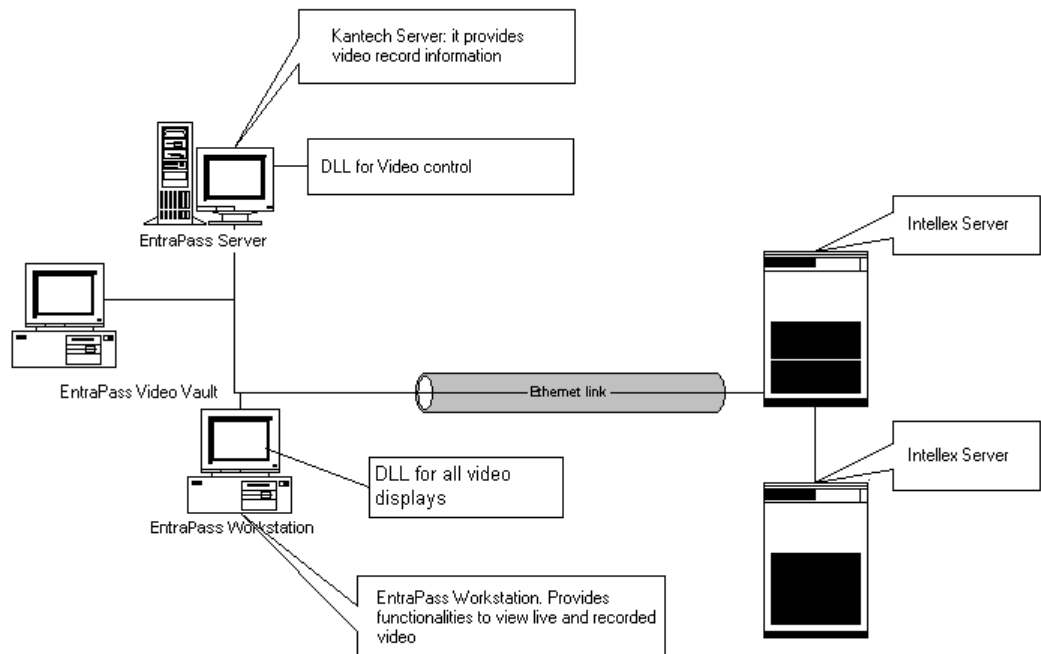 Kantech Server: it provides
video record information
DLL for Video control
EntraPass Server
Intellex Server
EntraPass Video Vault
Ethernet link
Intellex Server
DLL for all video
displays
EntraPass Workstation
EntraPass Workstation. Provides
functionalities to view live and recorded
video